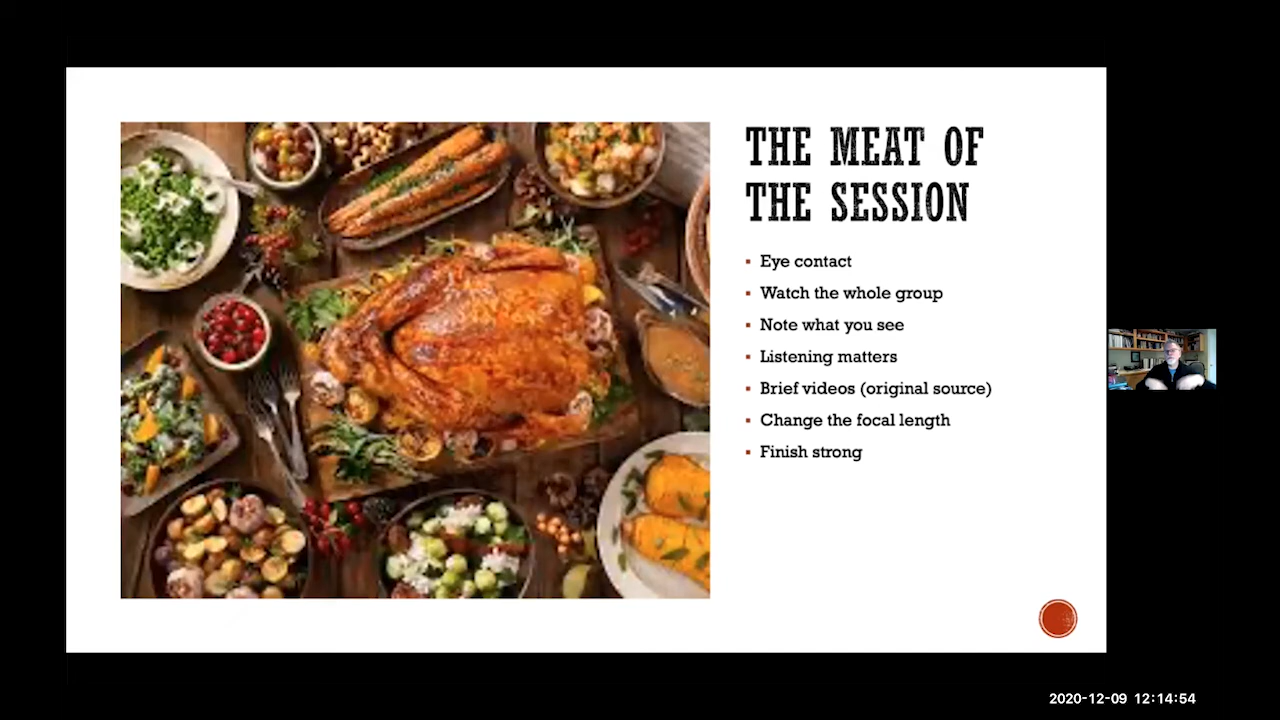 THE MEAT OF
THE SESSION
Eye contact
Watch the whole group
Note what you see
Listening matters
Brief videos (original source)
Change the focal length
Finish strong
2020-12-09 12:14:54